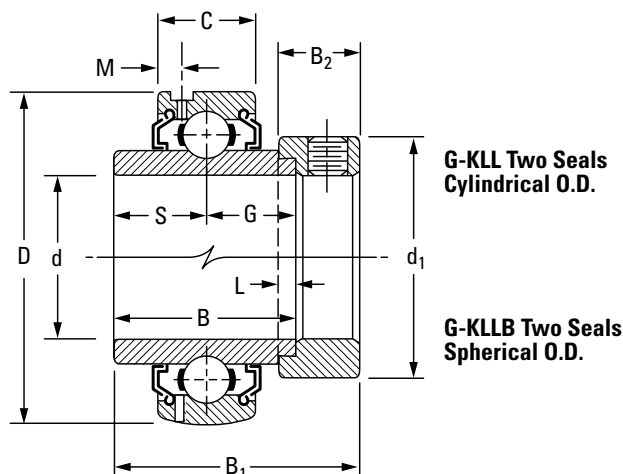 C
B₂
M
G-KLL Two Seals
Cylindrical O.D.
S
G
D
d
d₁
L
B
G-KLLB Two Seals
Spherical O.D.
B₁